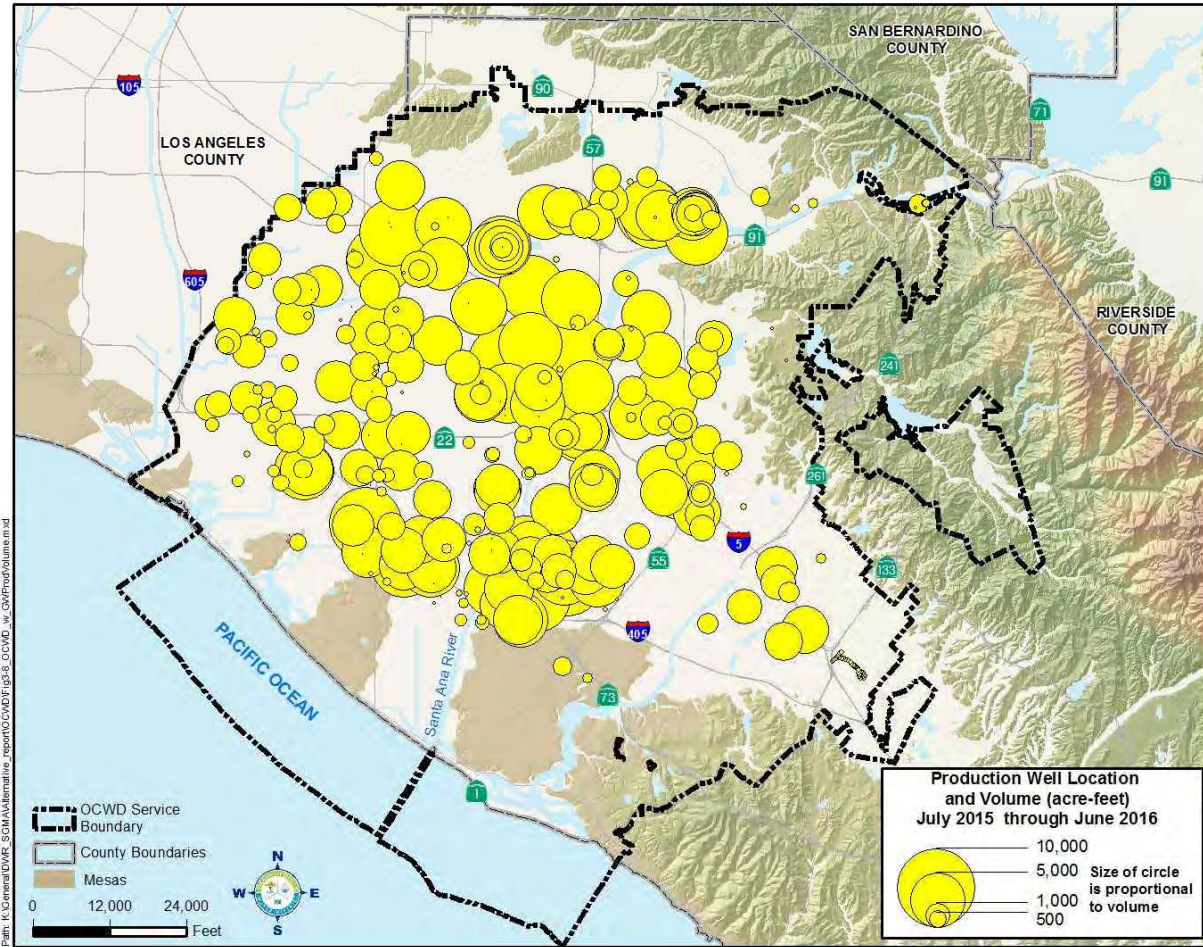 SAN BERNARDINO
COUNTY
105
90
71
LOS ANGELES
COUNTY
57
91
91
605
RIVERSIDE
COUNTY
241
22
261
5
55
133
405
PACIFIC OCEAN
Santa Ana River
73
1
OCWD Service
Boundary
County Boundaries
Mesas
0 12,000 24,000
Feet
N
W E
S
Production Well Location
and Volume (acre-feet)
July 2015 through June 2016
10,000
5,000
1,000
500
Size of circle
is proportional
to volume